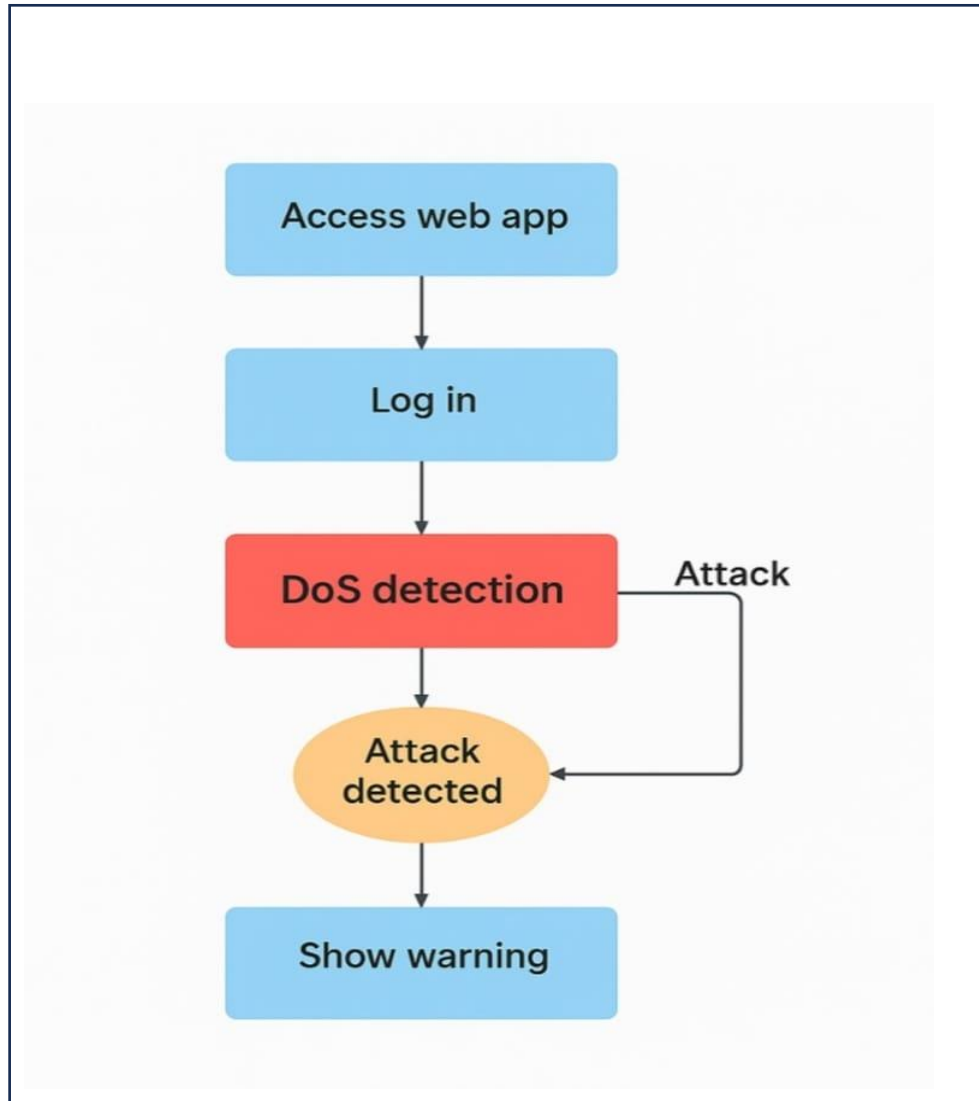 Access web app
Log in
DoS detection
Attack
Attack
detected
Show warning